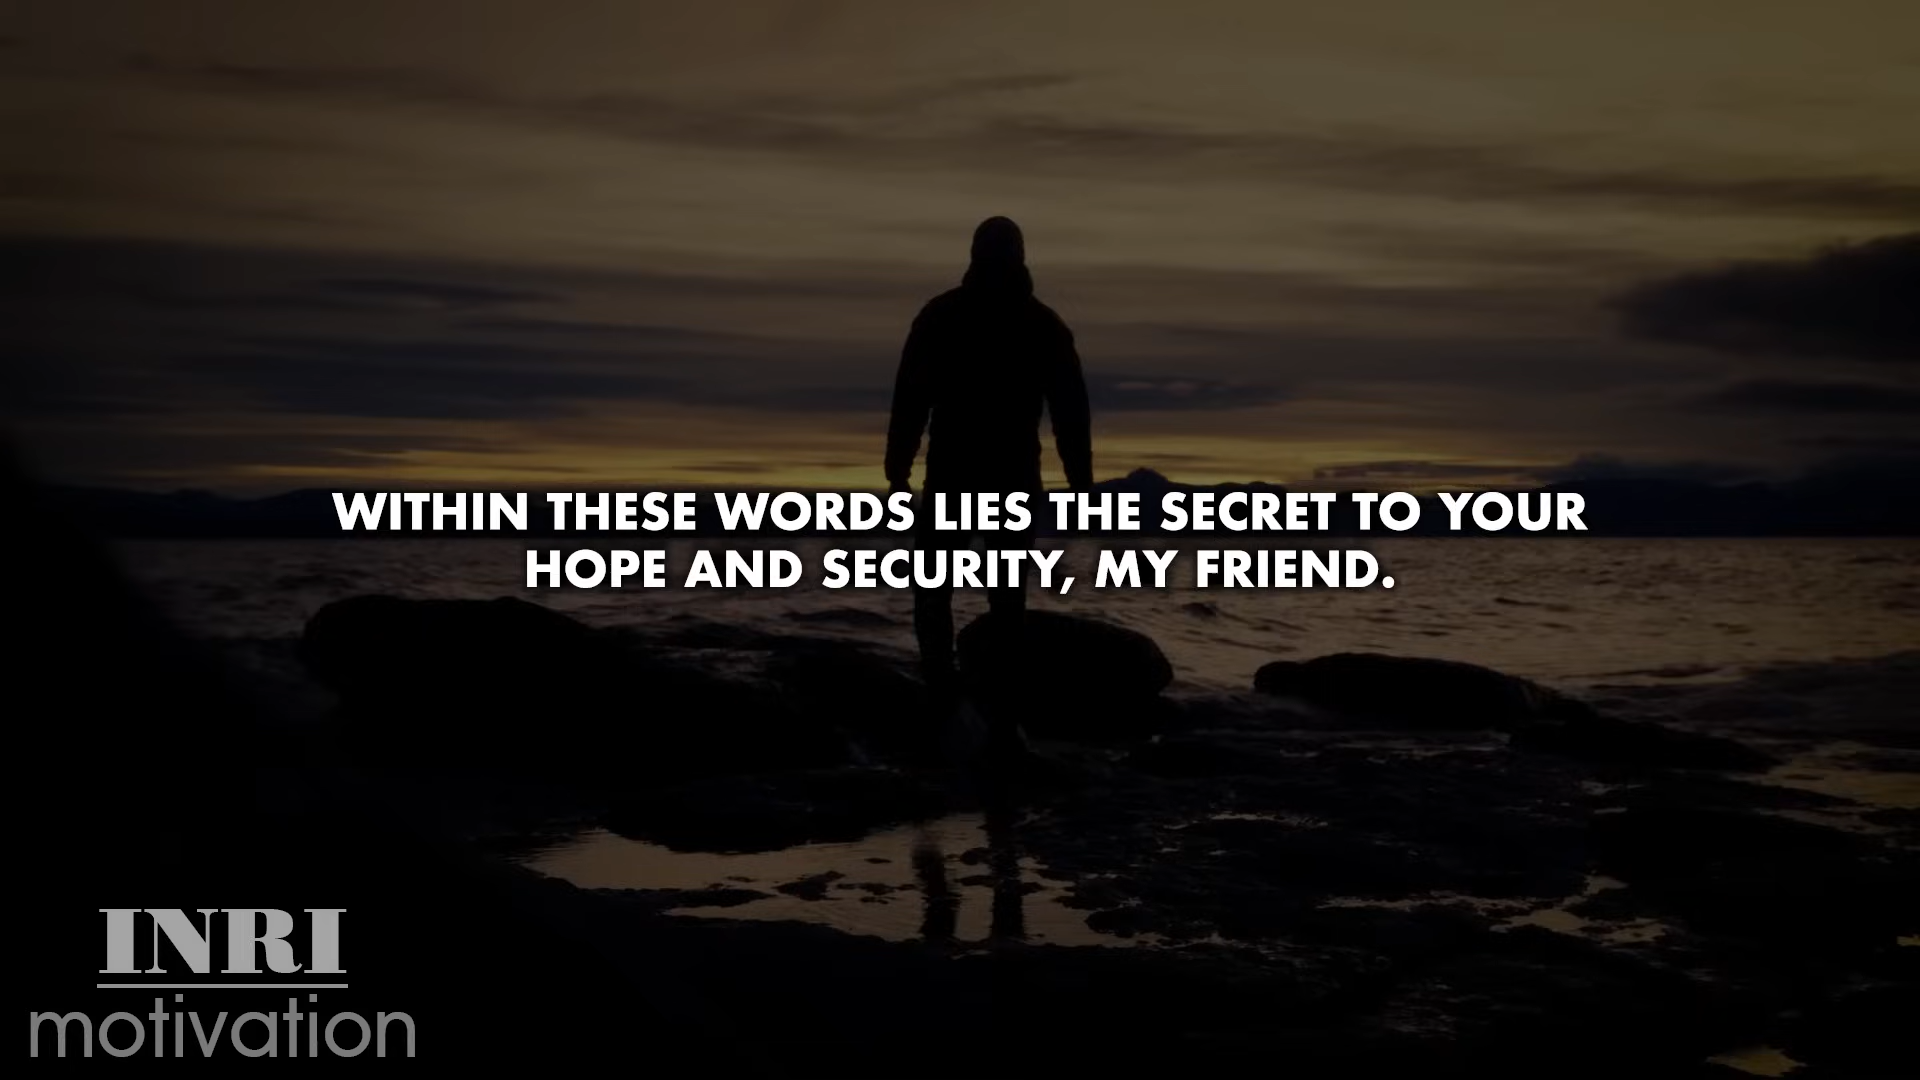 WITHIN THESE WORDS LIES THE SECRET TO YOUR
HOPE AND SECURITY, MY FRIEND.
INRI
motivation